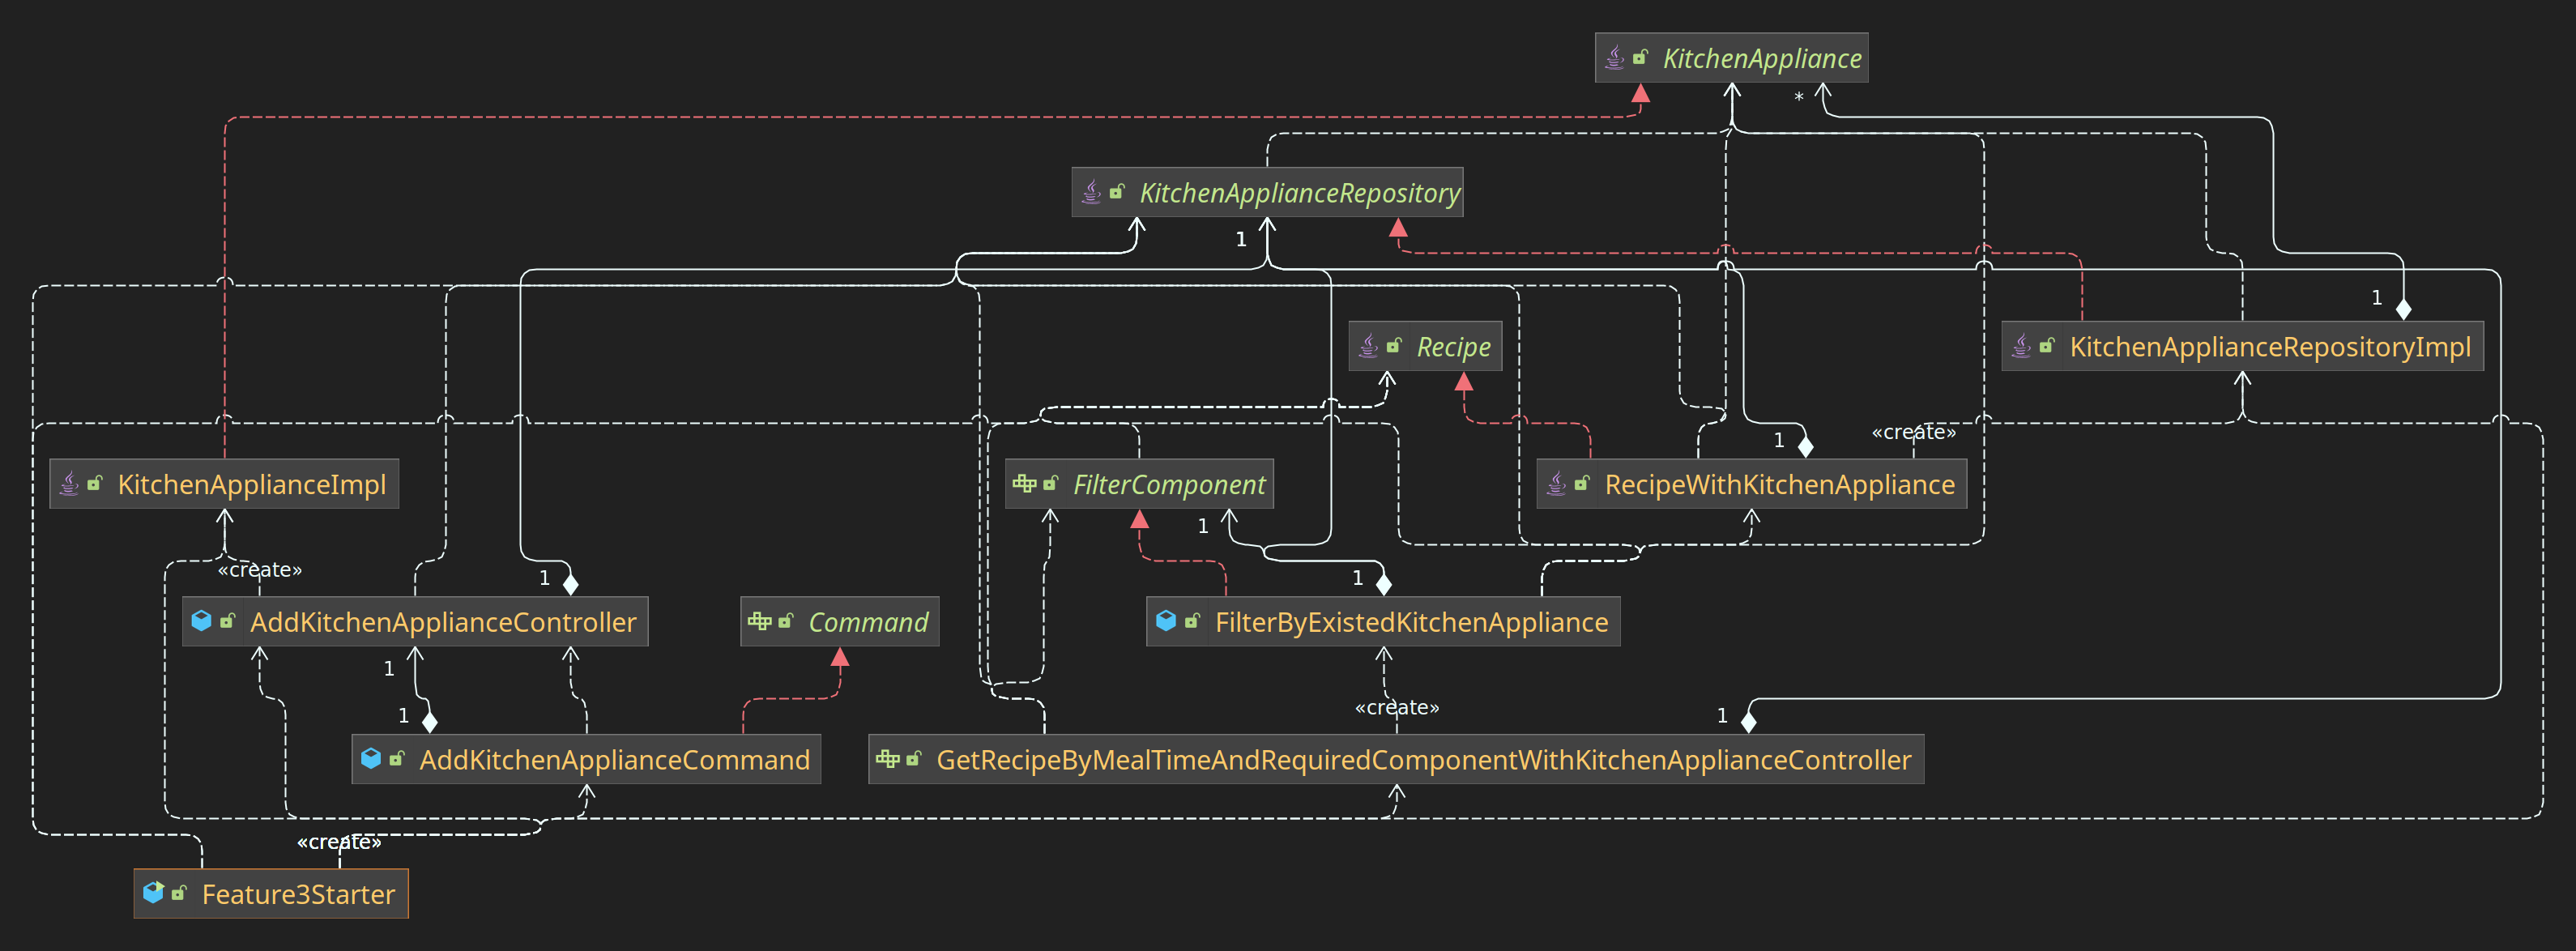 KitchenAppliance
*
KitchenApplianceRepository
1
1
Recipe
KitchenApplianceRepositoryImpl
1
«create»
KitchenApplianceImpl
FilterComponent
RecipeWithKitchenAppliance
1
«create»
1
1
AddKitchenApplianceController
Command
FilterByExistedKitchenAppliance
1
«create»
1
1
AddKitchenApplianceCommand
GetRecipeByMealTimeAndRequiredComponentWithKitchenApplianceController
«create»
Feature3Starter